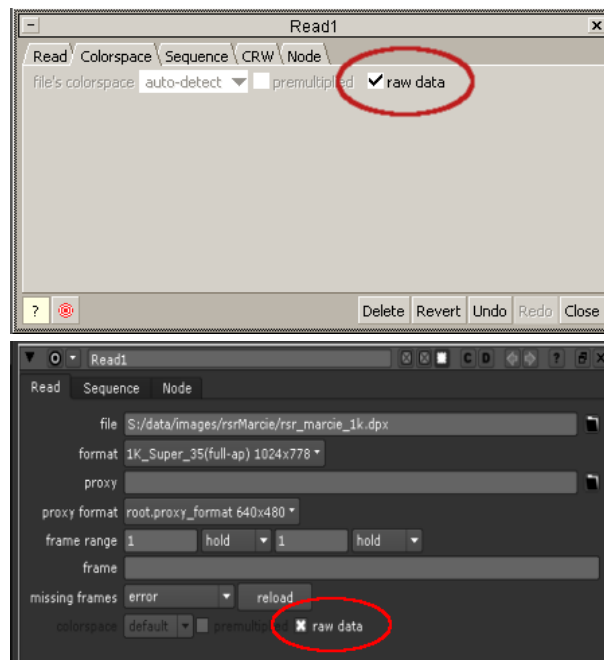 Read1
Read Colorspace Sequence CRW Node
file's colorspace auto-detect premultiplied raw data
? Delete Revert Undo Redo Close
Read1 C D ?
Read Sequence Node
file S:/data/images/rsrMarcie/rsr_marcie_1k.dpx
format 1K_Super_35(full-ap) 1024x778
proxy
proxy format root.proxy_format 640x480
frame range 1 hold 1 hold
frame
missing frames error reload
colorspace default premultiplied raw data